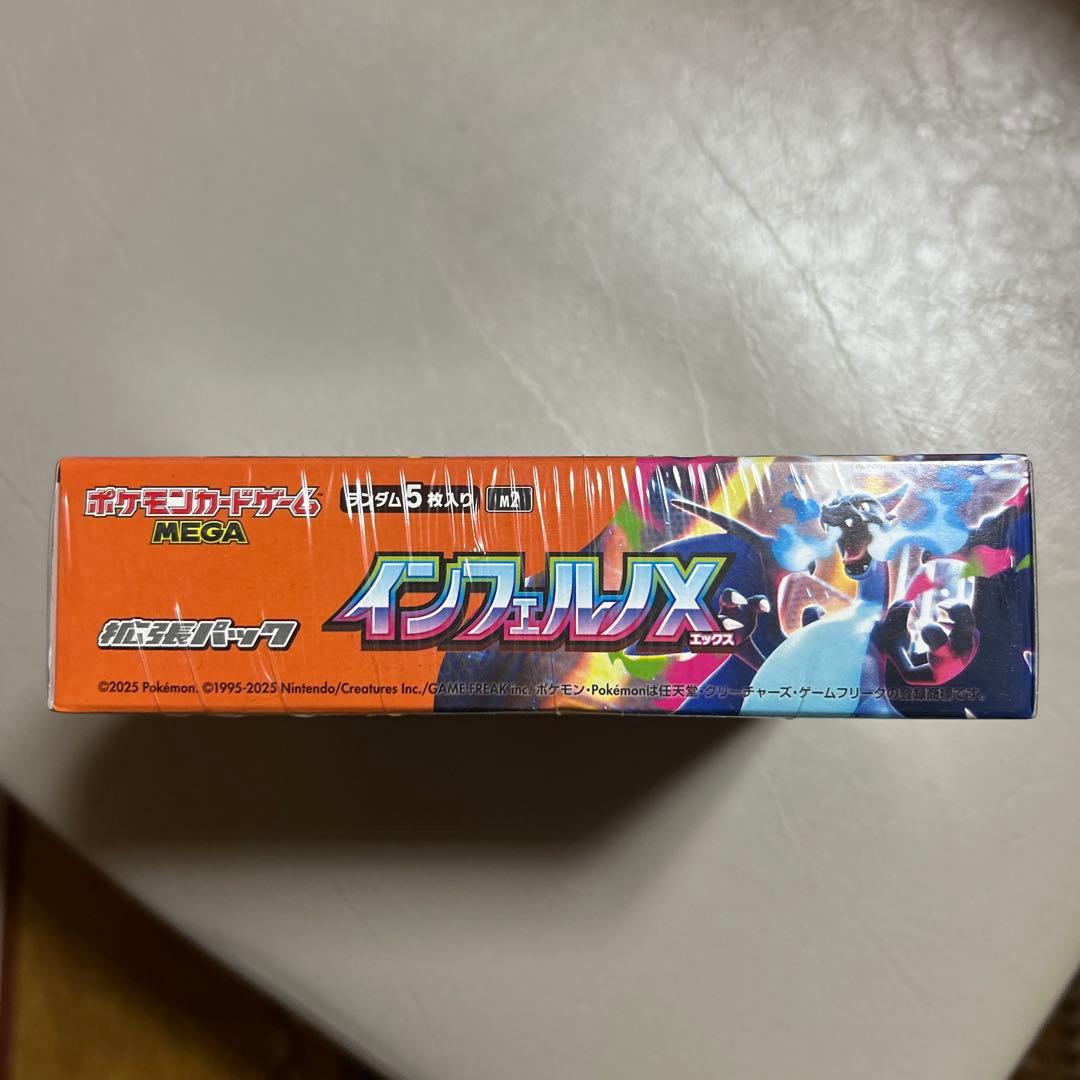 ポケモンカードゲーム™
MEGA
ランダム5枚入り M2
インフェルノX
エックス
拡張パック
©2025 Pokémon. ©1995-2025 Nintendo/Creatures Inc./GAME FREAK inc. ポケモン・Pokémonは任天堂・クリーチャーズ・ゲームフリークの登録商標です。